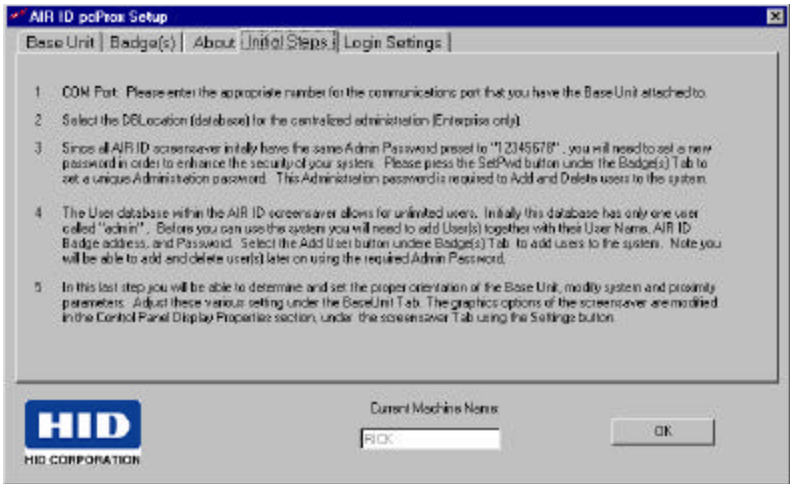 AIR ID pcProx Setup
Base Unit Badge(s) About Initial Steps Login Settings
1 COM Port. Please enter the appropriate number for the communications port that you have the Base Unit attached to.
2 Select the DBLocation (database) for the centralized administration (Enterprise only).
3 Since all AIR ID screensaver initally have the same Admin Password preset to "12345678" , you will need to set a new
password in order to enhance the security of your system. Please press the SetPwd button under the Badge(s) Tab to
set a unique Administration password. This Administration password is required to Add and Delete users to the system.
4 The User database within the AIR ID screensaver allows for unlimited users. Initially this database has only one user
called "admin" . Before you can use the system you will need to add User(s) together with their User Name, AIR ID
Badge address, and Password. Select the Add User button undere Badge(s) Tab to add users to the system. Note you
will be able to add and delete user(s) later on using the required Admin Password.
5 In this last step you will be able to determine and set the proper orientation of the Base Unit, modify system and proximity
parameters. Adjust these various setting under the BaseUnit Tab. The graphics options of the screensaver are modified
in the Control Panel Display Properties section, under the screensaver Tab using the Settings button.
Current Machine Name:
RICK
OK
HID
HID CORPORATION